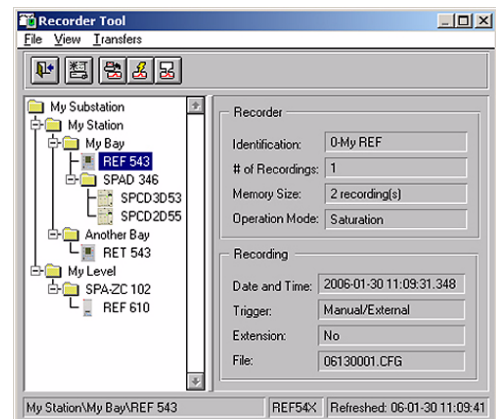 Recorder Tool
File View Transfers
My Substation
My Station
My Bay
REF 543
SPAD 346
SPCD3D53
SPCD2D55
Another Bay
RET 543
My Level
SPA-ZC 102
REF 610
Recorder
Identification: 0-My REF
# of Recordings: 1
Memory Size: 2 recording(s)
Operation Mode: Saturation
Recording
Date and Time: 2006-01-30 11:09:31.348
Trigger: Manual/External
Extension: No
File: 06130001.CFG
My Station\My Bay\REF 543 REF54X Refreshed: 06-01-30 11:09:41